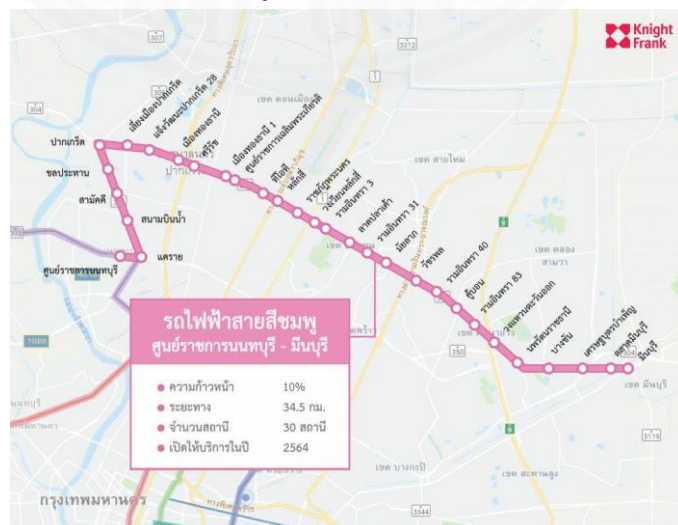 Knight
Frank
307
3312
304
1
เลี่ยงเมืองปากเกร็ด
แจ้งวัฒนะปากเกร็ด 28
เมืองทองธานี
ศรีรัช
เมืองทองธานี 1
ศูนย์ราชการเฉลิมพระเกียรติ
ทีโอที
หลักสี่
ราชภัฏพระนคร
วงเวียนหลักสี่
รามอินทรา 3
ลาดปลาเค้า
รามอินทรา 31
มัยลาภ
วัชรพล
รามอินทรา 40
คู้บอน
รามอินทรา 83
วงแหวนตะวันออก
นพรัตนราชธานี
บางชัน
เศรษฐบุตรบำเพ็ญ
ตลาดมีนบุรี
มีนบุรี
ปากเกร็ด
ชลประทาน
สามัคคี
สนามบินน้ำ
แคราย
ศูนย์ราชการนนทบุรี
เขต สายไหม
เขต คลอง
สามวา
เขต มีนบุรี
เขต บางกะปิ
เขต สะพานสูง
กรุงเทพมหานคร
350
304
9
9
3119
3344
1020
รถไฟฟ้าสายสีชมพู
ศูนย์ราชการนนทบุรี - มีนบุรี
• ความก้าวหน้า 10%
• ระยะทาง 34.5 กม.
• จำนวนสถานี 30 สถานี
• เปิดให้บริการในปี 2564